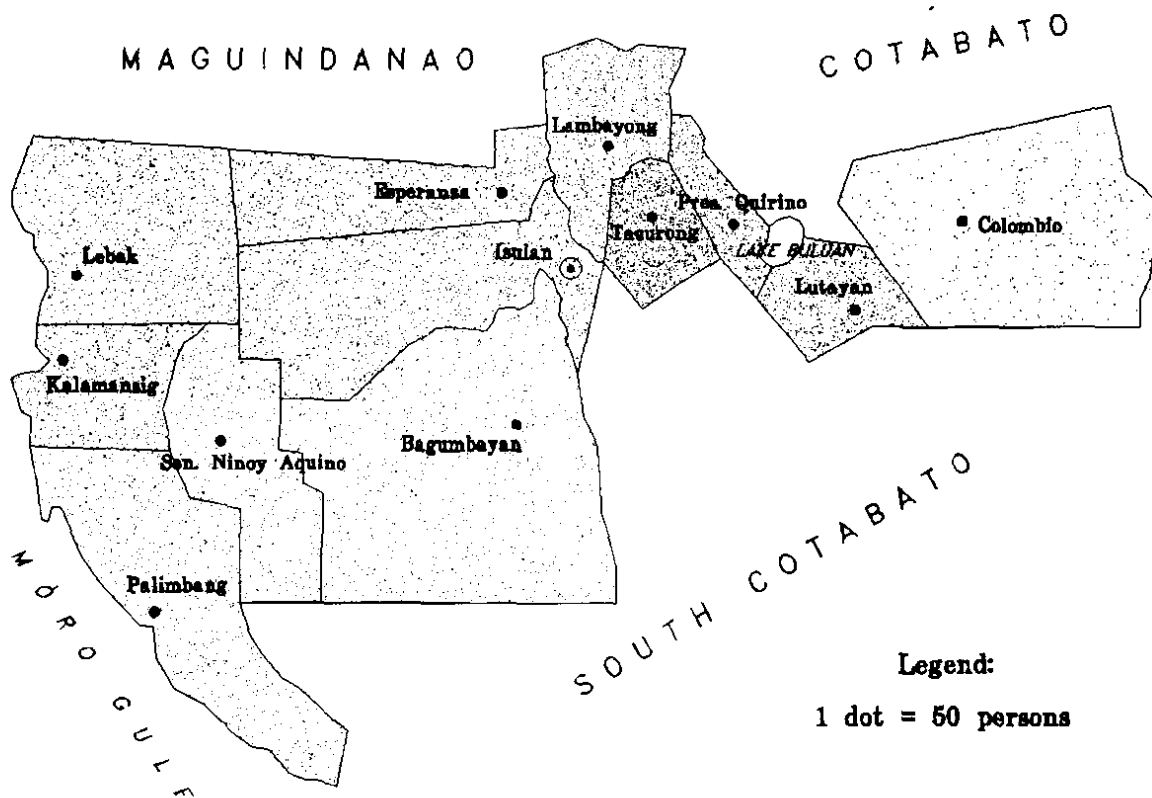 MAGUINDANAO
COTABATO
Lambayong
Esperanza
Pres. Quirino
Tacurong
Colombio
LAKE BULUAN
Isulan
Lebak
Lutayan
Kalamansig
Bagumbayan
Sen. Ninoy Aquino
SOUTH COTABATO
MORO GULF
Palimbang
Legend:
1 dot = 50 persons